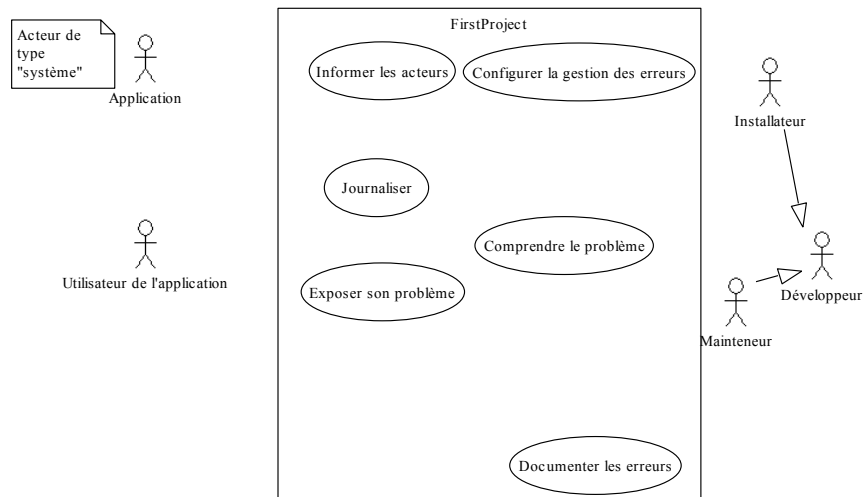 FirstProject
Acteur de
type
"système"
Application
Informer les acteurs
Configurer la gestion des erreurs
Installateur
Journaliser
Utilisateur de l'application
Comprendre le problème
Exposer son problème
Développeur
Mainteneur
Documenter les erreurs